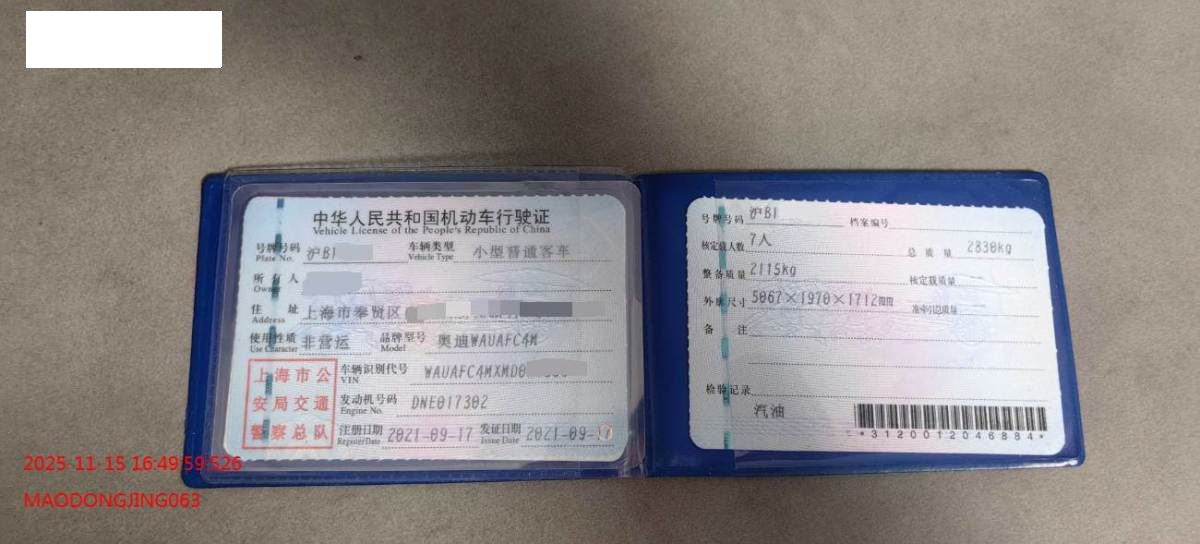 中华人民共和国机动车行驶证
Vehicle License of the People's Republic of China
号牌号码 沪B1 车辆类型 小型普通客车
Plate No. Vehicle Type
所有人
Owner
住址 上海市奉贤区
Address
使用性质 非营运 品牌型号 奥迪WAUAFC4M
Use Character Model
上海市公
安局交通
警察总队
车辆识别代号 WAUAFC4MXMD0
VIN
发动机号码 DNE017302
Engine No.
注册日期 2021-09-17 发证日期 2021-09-17
Register Date Issue Date
号牌号码 沪B1 档案编号
核定载人数 7人 总质量 2830kg
整备质量 2115kg 核定载质量
外廓尺寸 5067×1970×1712 准牵引总质量
备注
检验记录
汽油
*3120012046884*
2025-11-15 16:49:59.526
MAODONGJING063